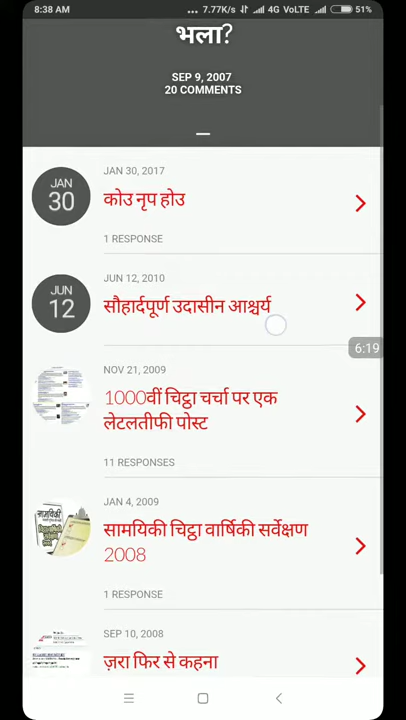 8:38 AM ... 7.77K/s 4G VoLTE 51%
भला?
SEP 9, 2007
20 COMMENTS
JAN 30, 2017
JAN
30
कोउ नृप होउ
1 RESPONSE
JUN 12, 2010
JUN
12
सौहार्दपूर्ण उदासीन आश्चर्य
6:19
NOV 21, 2009
1000वीं चिट्ठा चर्चा पर एक
लेटलतीफी पोस्ट
11 RESPONSES
JAN 4, 2009
सामयिकी
सामयिकी चिट्ठा वार्षिकी सर्वेक्षण
2008
1 RESPONSE
SEP 10, 2008
ज़रा फिर से कहना